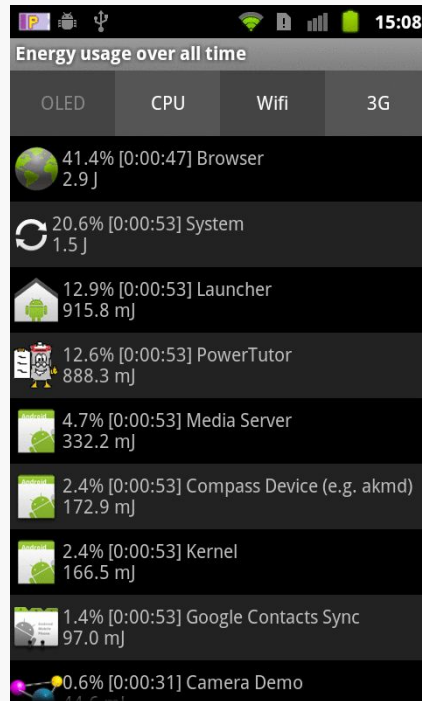 15:08
Energy usage over all time
OLED CPU Wifi 3G
41.4% [0:00:47] Browser
2.9 J
20.6% [0:00:53] System
1.5 J
12.9% [0:00:53] Launcher
915.8 mJ
12.6% [0:00:53] PowerTutor
888.3 mJ
4.7% [0:00:53] Media Server
332.2 mJ
2.4% [0:00:53] Compass Device (e.g. akmd)
172.9 mJ
2.4% [0:00:53] Kernel
166.5 mJ
1.4% [0:00:53] Google Contacts Sync
97.0 mJ
0.6% [0:00:31] Camera Demo